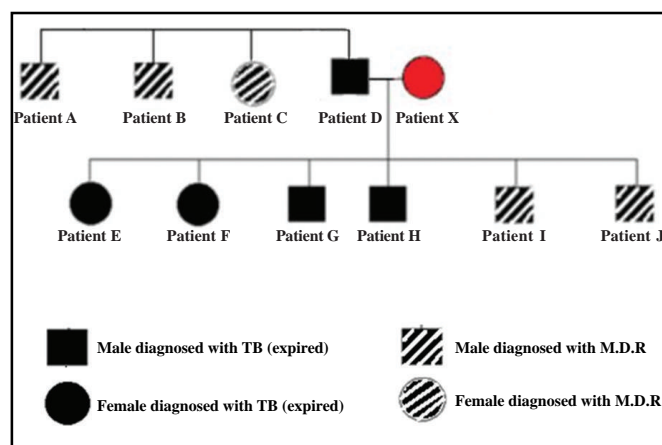 Patient A Patient B Patient C Patient D Patient X
Patient E Patient F Patient G Patient H Patient I Patient J
Male diagnosed with TB (expired) Male diagnosed with M.D.R
Female diagnosed with TB (expired) Female diagnosed with M.D.R